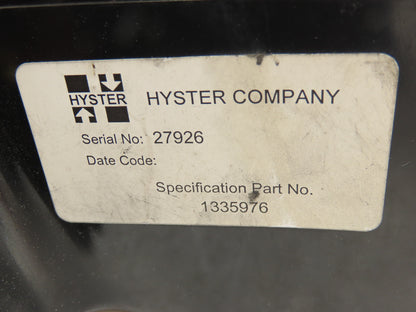 HYSTER
HYSTER COMPANY
Serial No: 27926
Date Code:
Specification Part No.
1335976